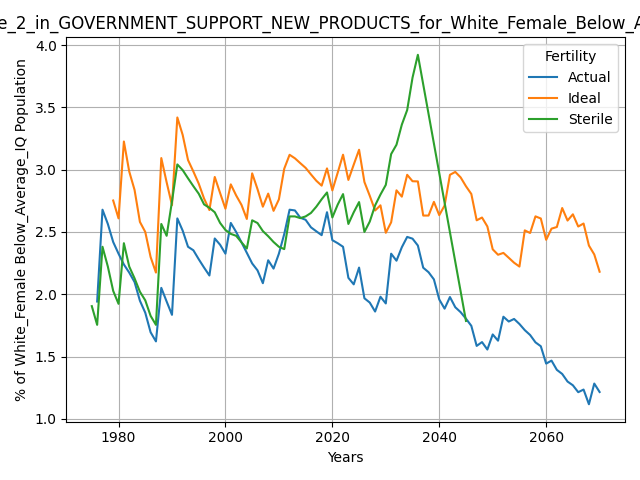 e_2_in_GOVERNMENT_SUPPORT_NEW_PRODUCTS_for_White_Female_Below_A
% of White_Female Below_Average_IQ Population
4.0
3.5
3.0
2.5
2.0
1.5
1.0
Fertility
Actual
Ideal
Sterile
1980 2000 2020 2040 2060
Years